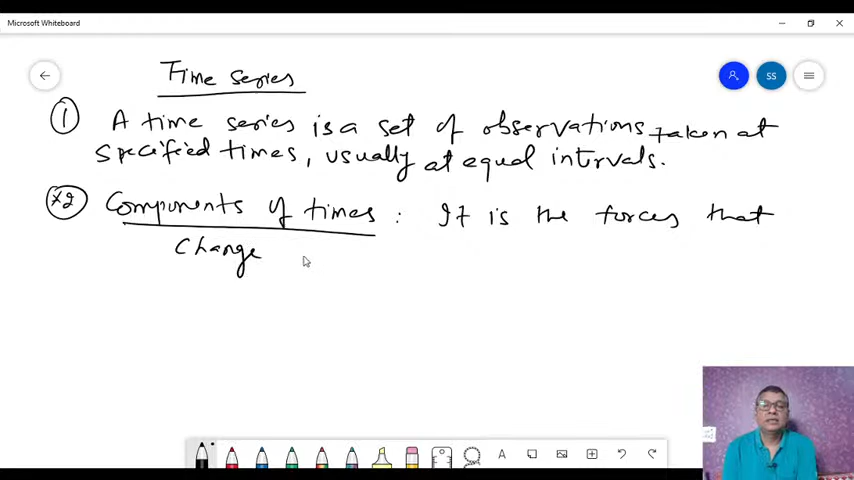 Microsoft Whiteboard
SS
Time series
1 A time series is a set of observations taken at
specified times, usually at equal intervals.
*2 Components of times : It is the forces that
change
A